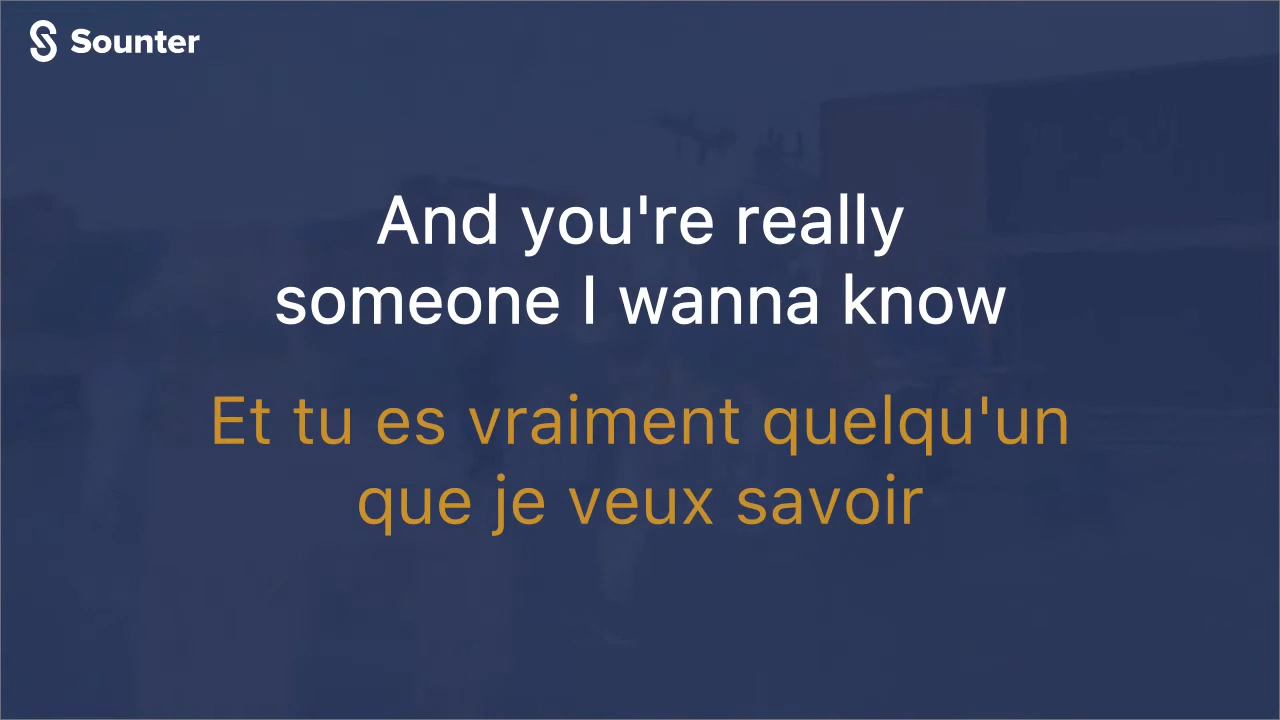 Sounter
And you're really
someone I wanna know
Et tu es vraiment quelqu'un
que je veux savoir